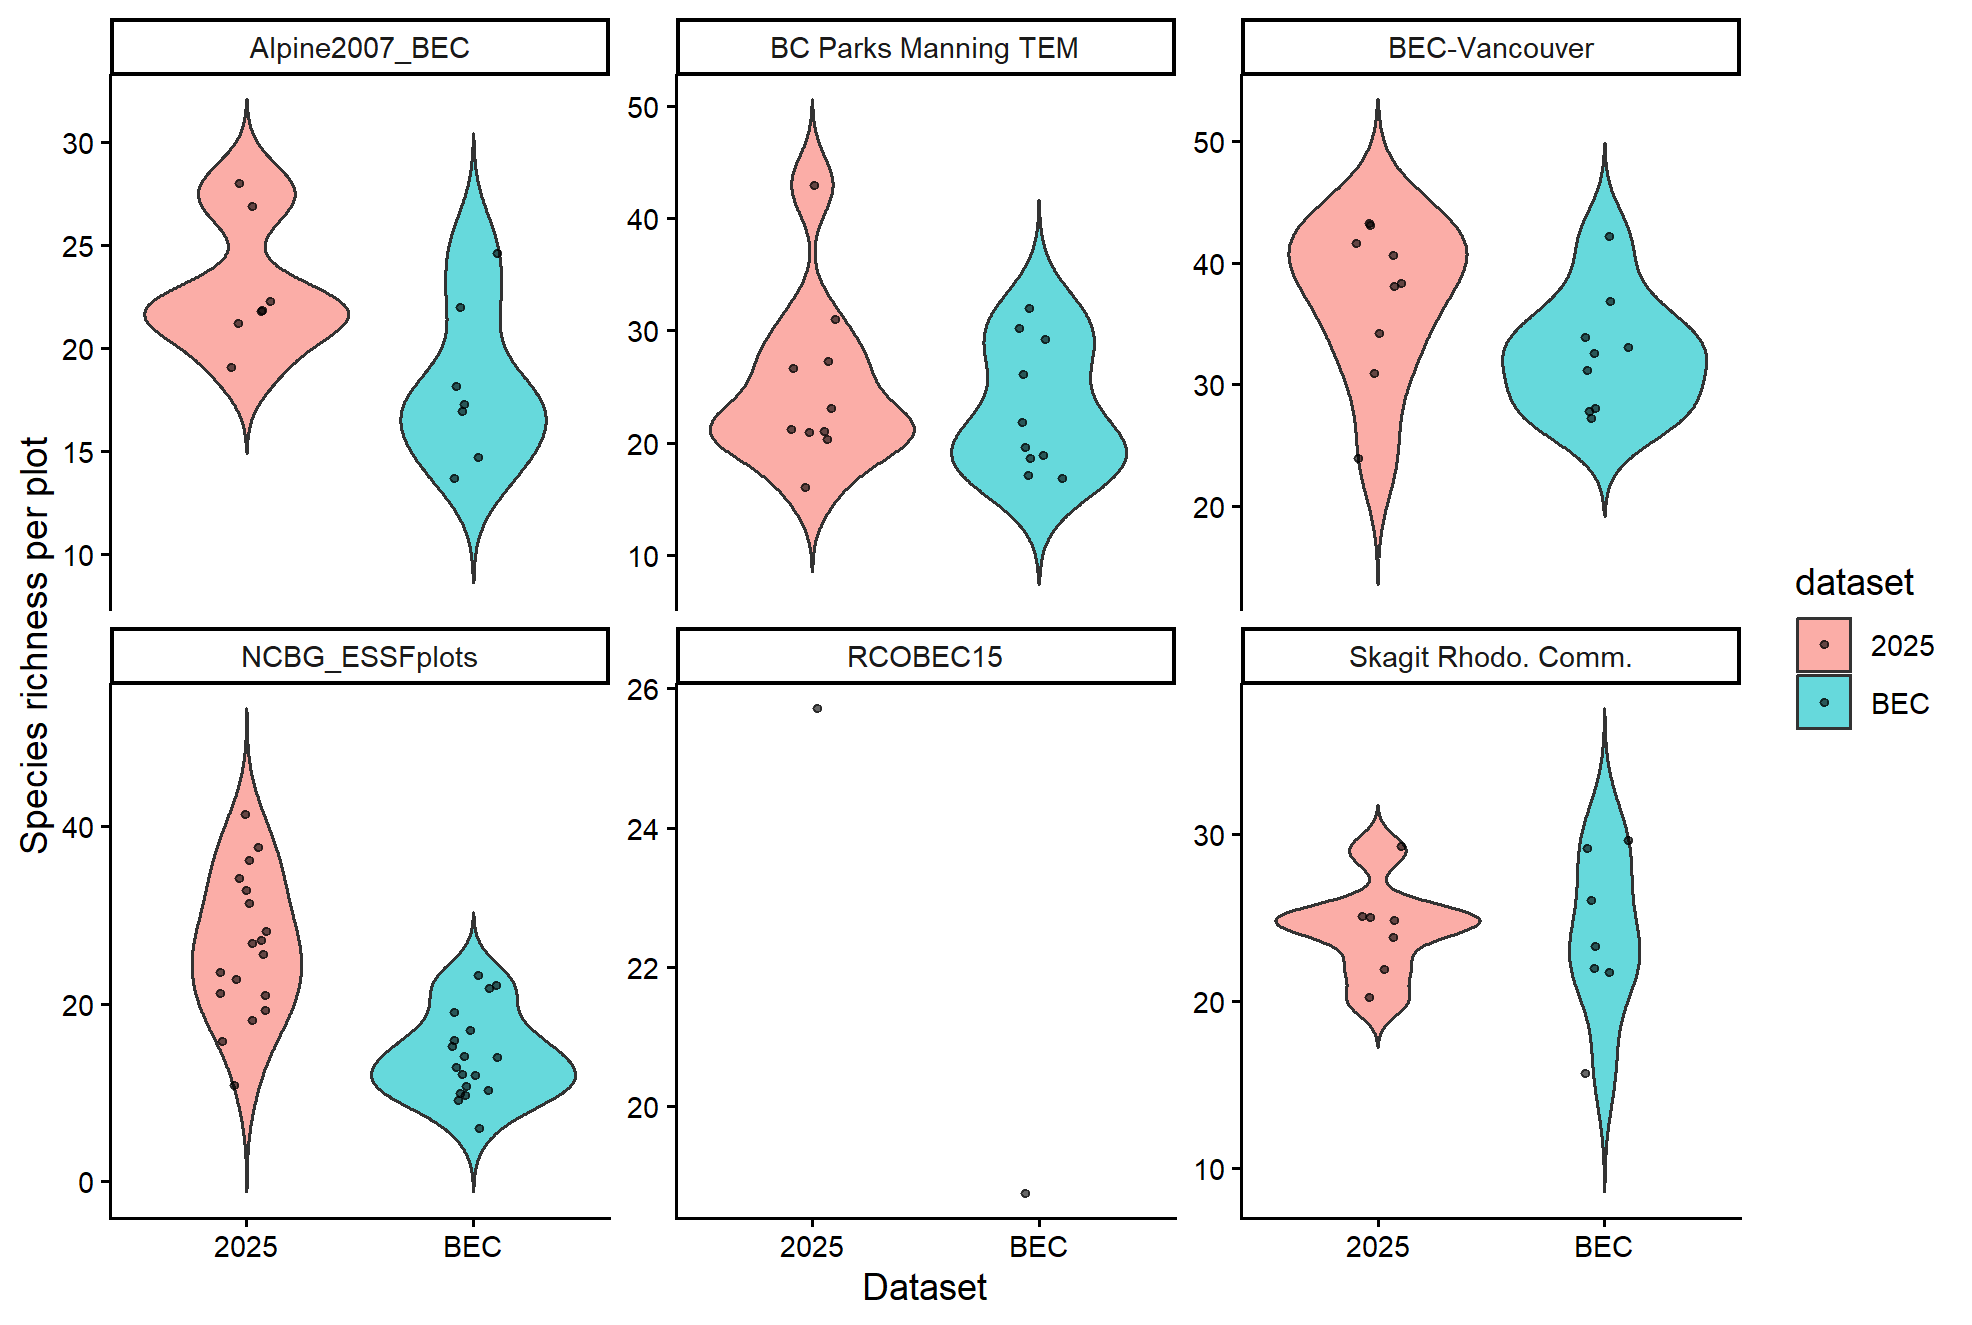 Alpine2007_BEC
BC Parks Manning TEM
BEC-Vancouver
30
25
20
15
10
50
40
30
20
10
50
40
30
20
Species richness per plot
dataset
2025
BEC
NCBG_ESSFplots
RCOBEC15
Skagit Rhodo. Comm.
40
20
0
26
24
22
20
30
20
10
2025
BEC
2025
BEC
2025
BEC
Dataset